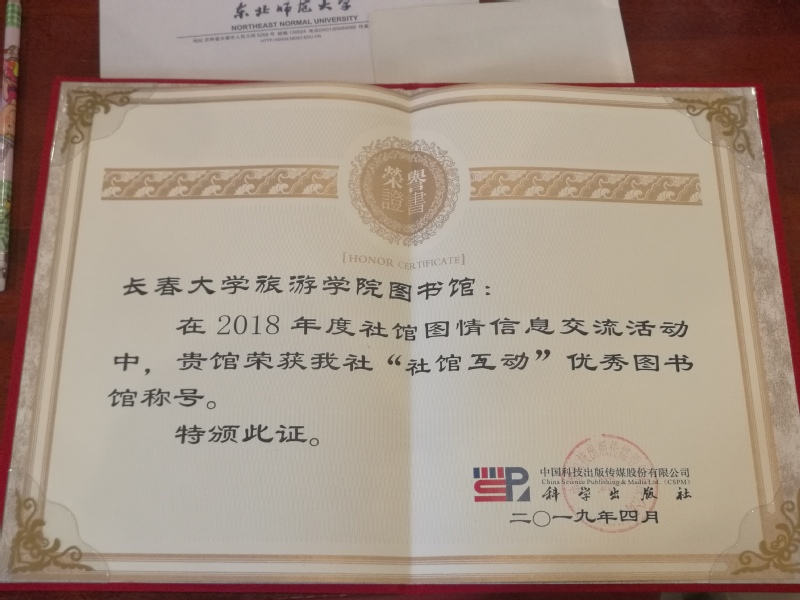 东北师范大学
NORTHEAST NORMAL UNIVERSITY
榮譽
證書
[HONOR CERTIFICATE]
长春大学旅游学院图书馆：
在2018年度社馆图情信息交流活动
中，贵馆荣获我社“社馆互动”优秀图书
馆称号。
特颁此证。
中国科技出版传媒股份有限公司
China Science Publishing & Media Ltd.（CSPM）
科学出版社
二〇一九年四月